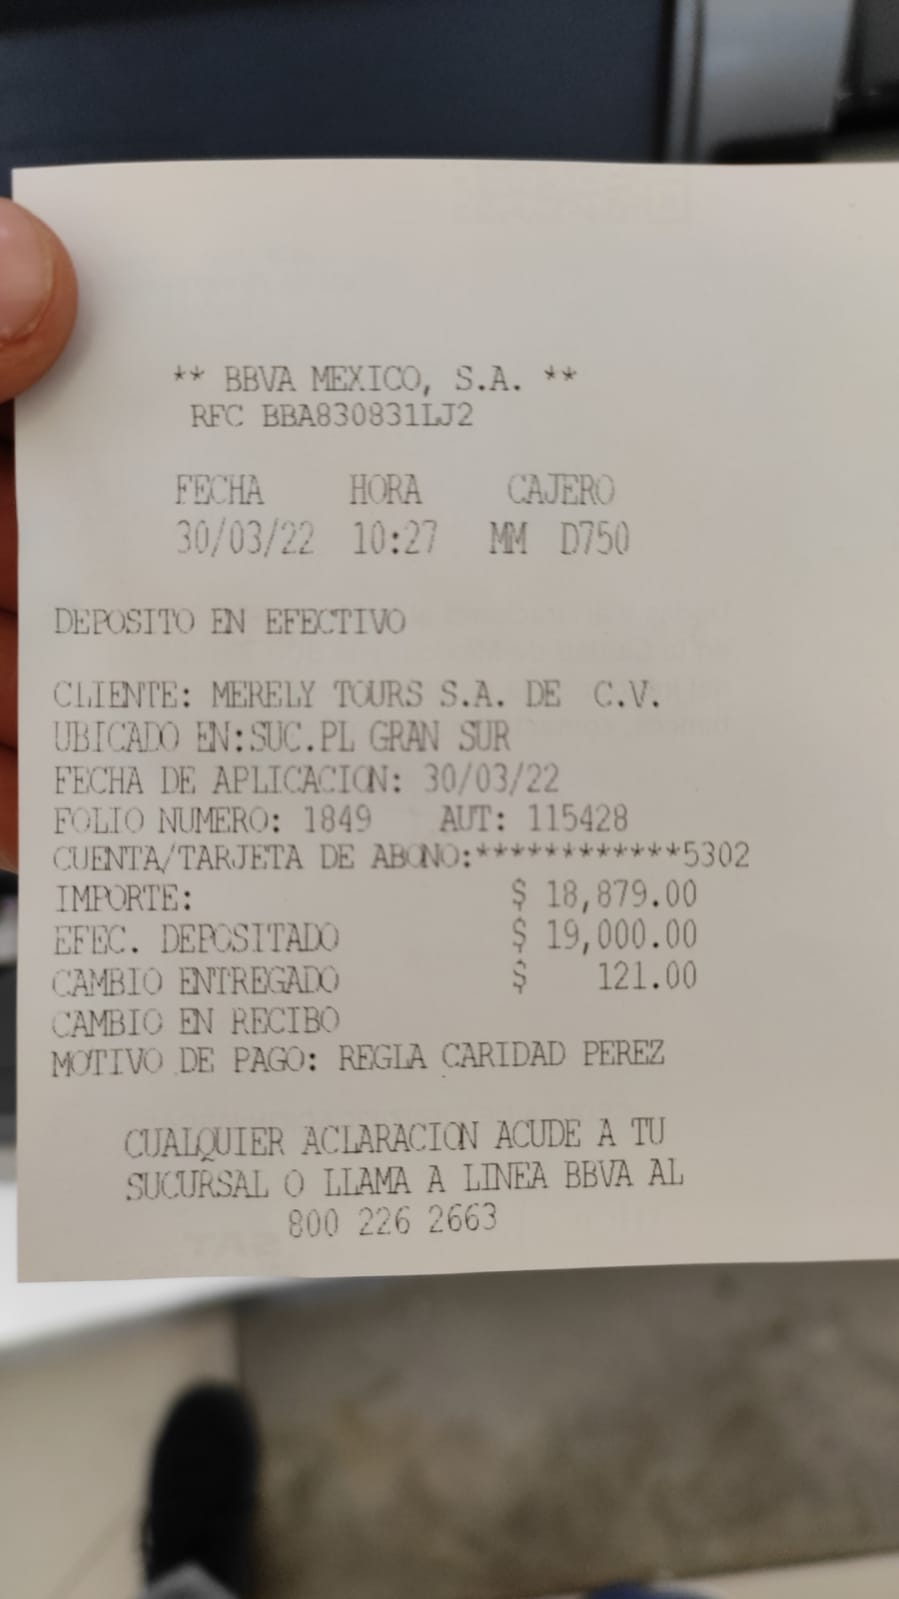 ** BBVA MEXICO, S.A. **
RFC BBA830831LJ2
FECHA HORA CAJERO
30/03/22 10:27 MM D750
DEPOSITO EN EFECTIVO
CLIENTE: MERELY TOURS S.A. DE C.V.
UBICADO EN:SUC.PL GRAN SUR
FECHA DE APLICACION: 30/03/22
FOLIO NUMERO: 1849 AUT: 115428
CUENTA/TARJETA DE ABONO:************5302
IMPORTE: $ 18,879.00
EFEC. DEPOSITADO $ 19,000.00
CAMBIO ENTREGADO $ 121.00
CAMBIO EN RECIBO
MOTIVO DE PAGO: REGLA CARIDAD PEREZ
CUALQUIER ACLARACION ACUDE A TU
SUCURSAL O LLAMA A LINEA BBVA AL
800 226 2663